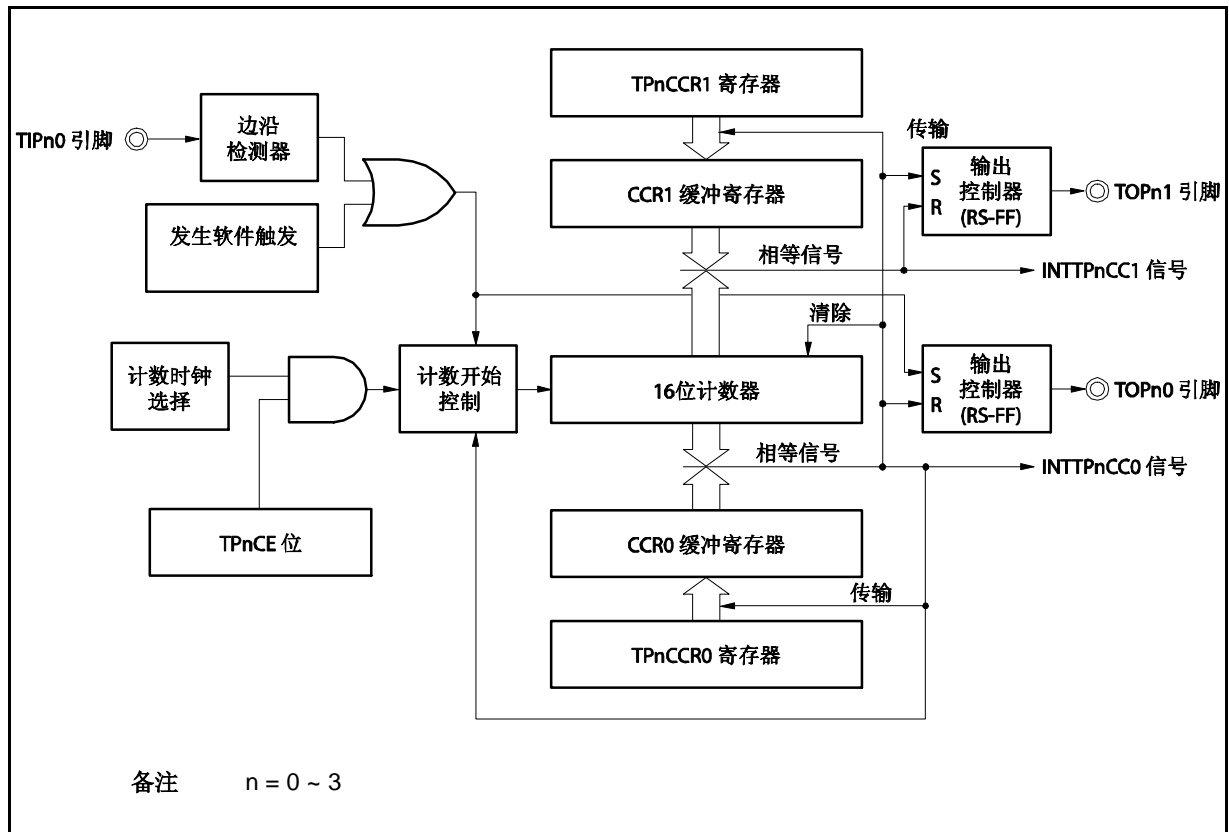 TPnCCR1 寄存器
TIPn0 引脚
边沿
检测器
传输
CCR1 缓冲寄存器
S
R
输出
控制器
(RS-FF)
TOPn1 引脚
发生软件触发
相等信号
INTTPnCC1 信号
清除
计数时钟
选择
计数开始
控制
16位计数器
S
R
输出
控制器
(RS-FF)
TOPn0 引脚
相等信号
INTTPnCC0 信号
TPnCE 位
CCR0 缓冲寄存器
传输
TPnCCR0 寄存器
备注 n = 0 ~ 3